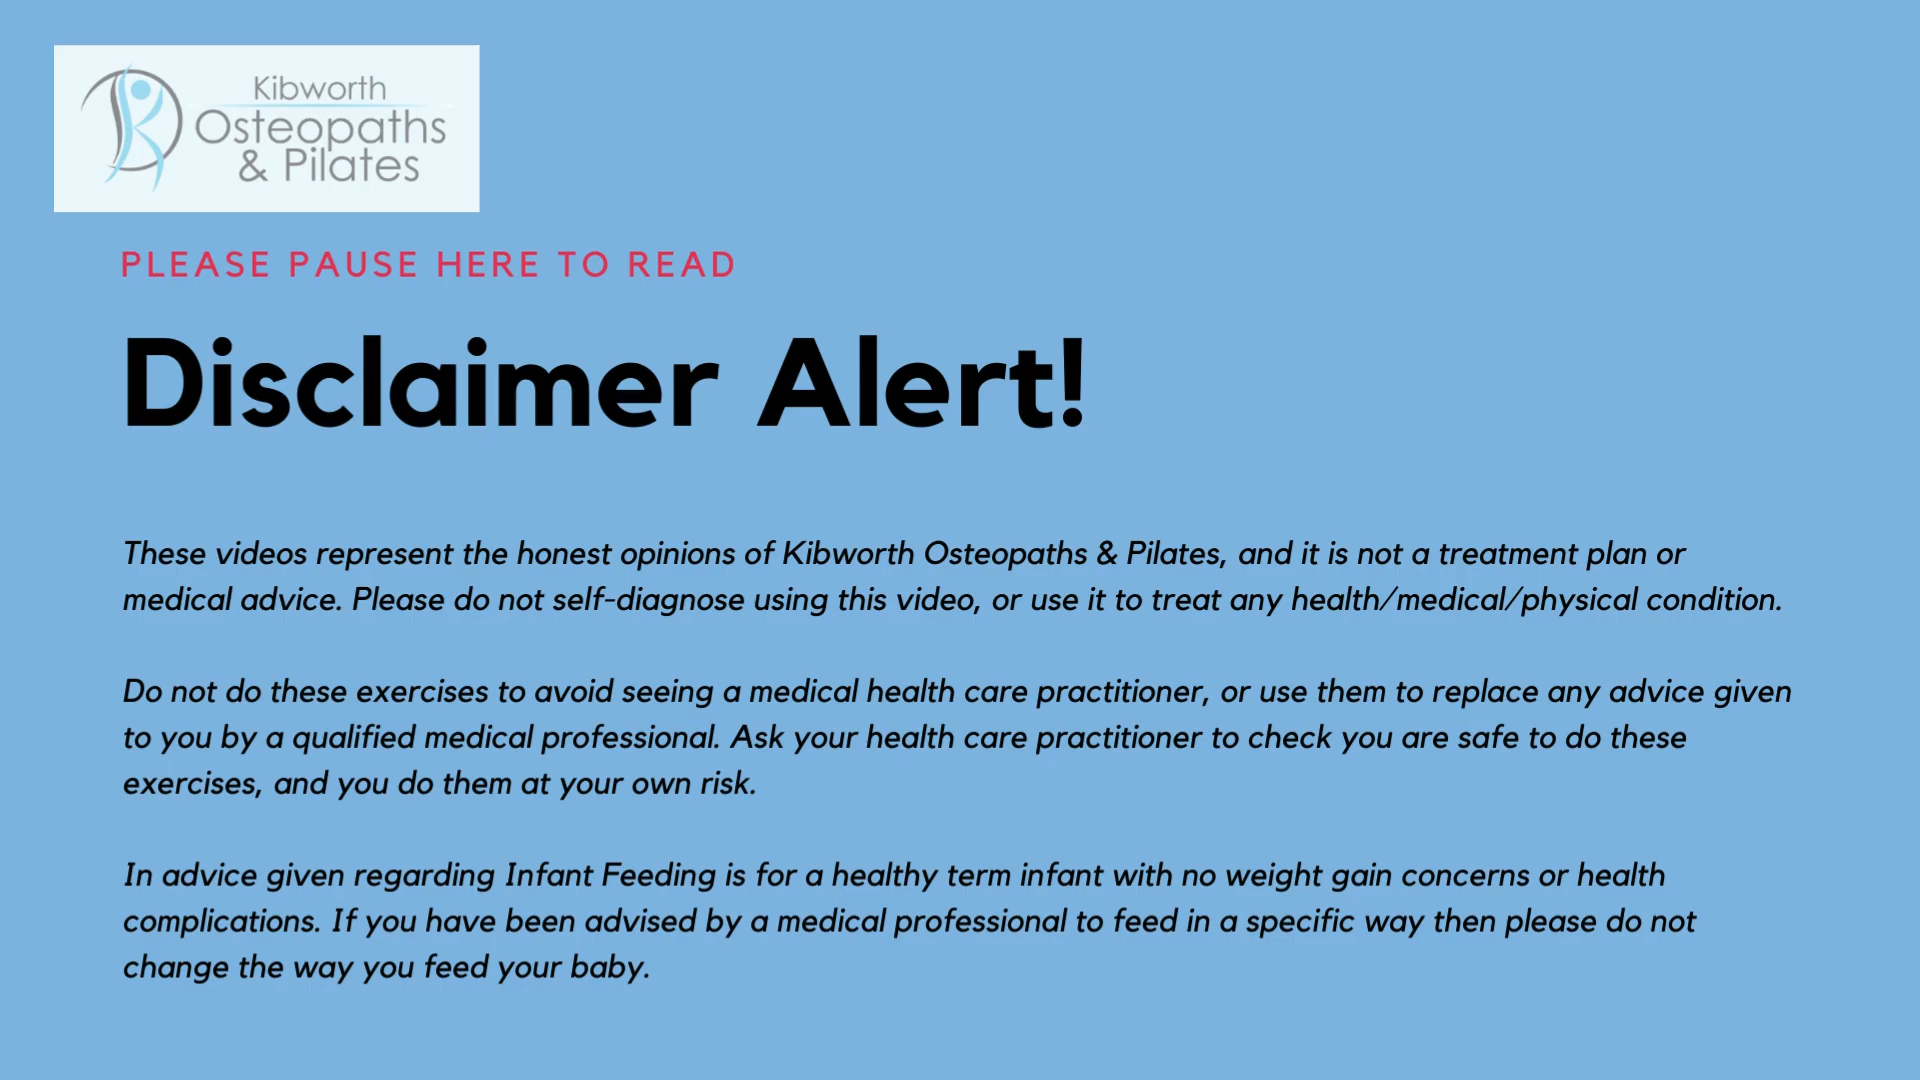 Kibworth
Osteopaths
& Pilates
PLEASE PAUSE HERE TO READ
Disclaimer Alert!
These videos represent the honest opinions of Kibworth Osteopaths & Pilates, and it is not a treatment plan or
medical advice. Please do not self-diagnose using this video, or use it to treat any health/medical/physical condition.
Do not do these exercises to avoid seeing a medical health care practitioner, or use them to replace any advice given
to you by a qualified medical professional. Ask your health care practitioner to check you are safe to do these
exercises, and you do them at your own risk.
In advice given regarding Infant Feeding is for a healthy term infant with no weight gain concerns or health
complications. If you have been advised by a medical professional to feed in a specific way then please do not
change the way you feed your baby.